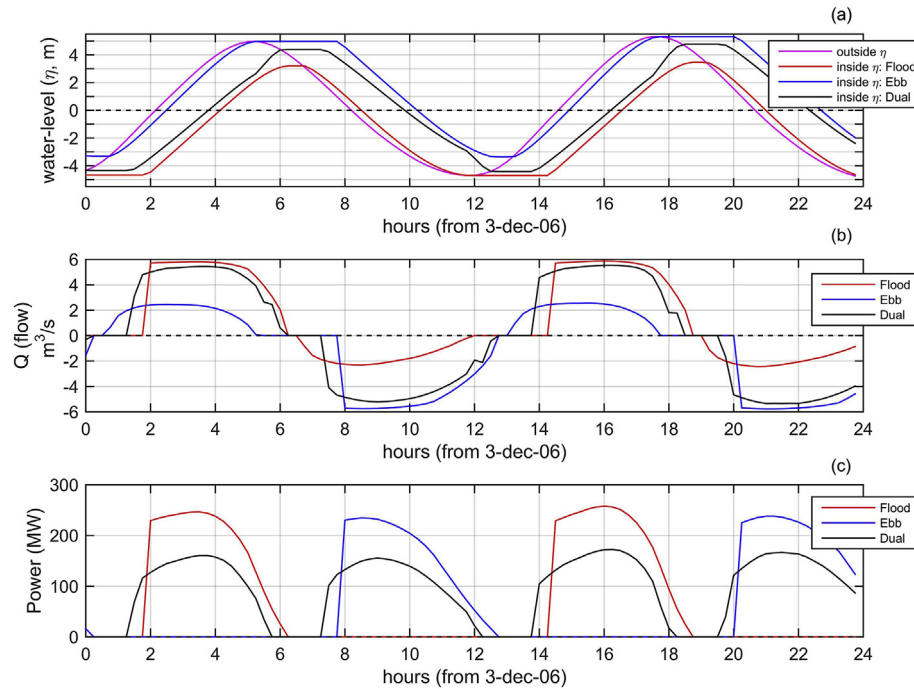 (a)
4
2
0
-2
-4
water-level (η, m)
outside η
inside η: Flood
inside η: Ebb
inside η: Dual
0 2 4 6 8 10 12 14 16 18 20 22 24
hours (from 3-dec-06)
(b)
6
4
2
0
-2
-4
-6
Q (flow)
m³/s
Flood
Ebb
Dual
0 2 4 6 8 10 12 14 16 18 20 22 24
hours (from 3-dec-06)
(c)
300
200
100
0
Power (MW)
Flood
Ebb
Dual
0 2 4 6 8 10 12 14 16 18 20 22 24
hours (from 3-dec-06)